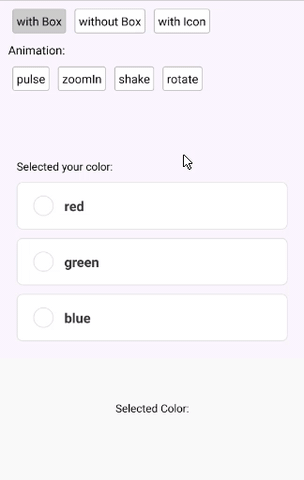 with Box without Box with Icon
Animation:
pulse zoomIn shake rotate
Selected your color:
red
green
blue
Selected Color: